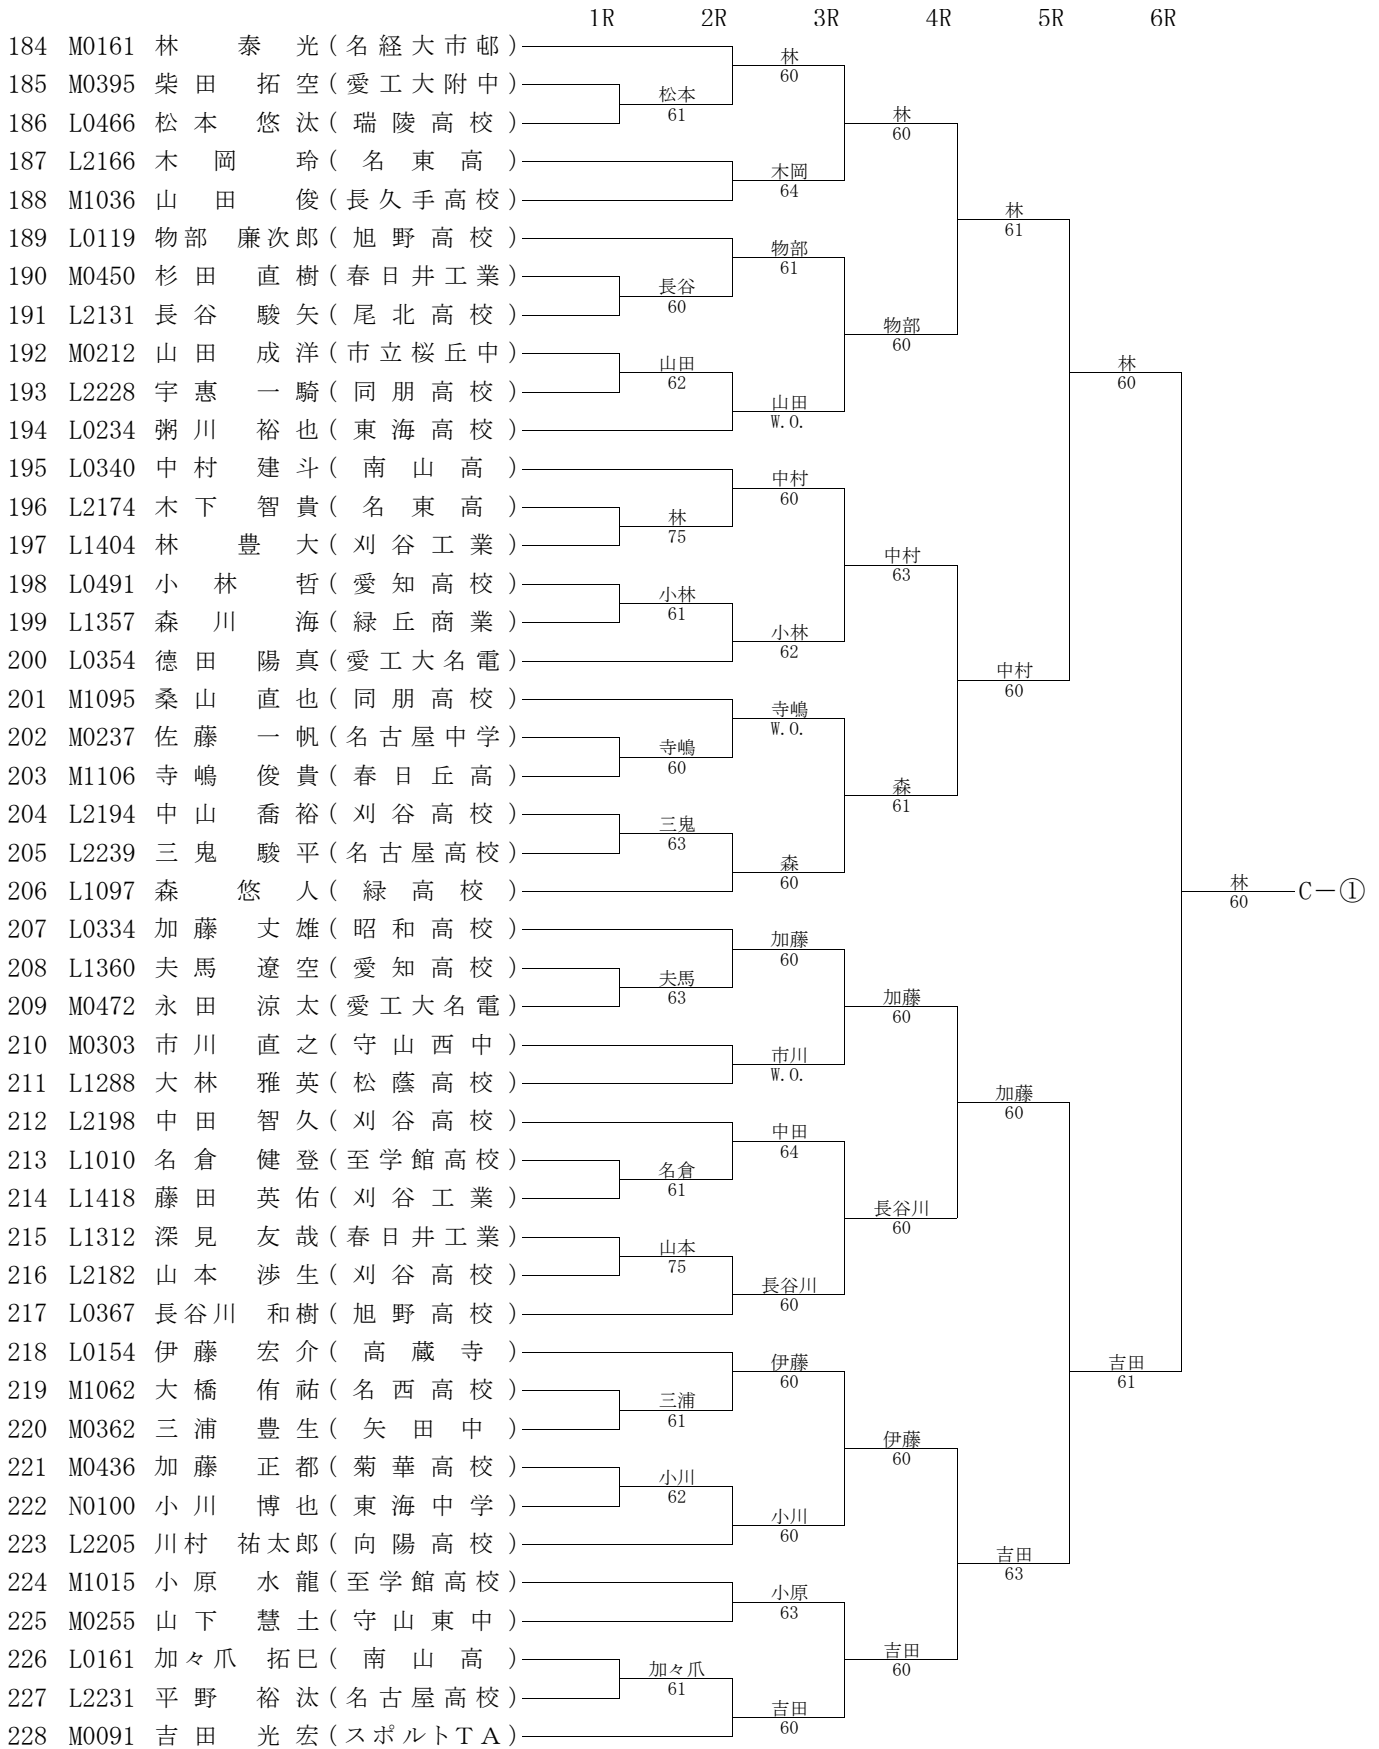 1R 2R 3R 4R 5R 6R
184 M0161 林 泰 光 ( 名 経 大 市 邨 )
林
60
185 M0395 柴 田 拓 空 ( 愛 工 大 附 中 )
松本
61
186 L0466 松 本 悠 汰 ( 瑞 陵 高 校 )
林
60
187 L2166 木 岡 玲 ( 名 東 高 )
木岡
64
188 M1036 山 田 俊 ( 長 久 手 高 校 )
林
61
189 L0119 物部 廉次郎 ( 旭 野 高 校 )
物部
61
190 M0450 杉 田 直 樹 ( 春 日 井 工 業 )
長谷
60
191 L2131 長 谷 駿 矢 ( 尾 北 高 校 )
物部
60
192 M0212 山 田 成 洋 ( 市 立 桜 丘 中 )
山田
62
林
60
193 L2228 宇 惠 一 騎 ( 同 朋 高 校 )
山田
W.O.
194 L0234 粥 川 裕 也 ( 東 海 高 校 )
195 L0340 中 村 建 斗 ( 南 山 高 )
中村
60
196 L2174 木 下 智 貴 ( 名 東 高 )
林
75
197 L1404 林 豊 大 ( 刈 谷 工 業 )
中村
63
198 L0491 小 林 哲 ( 愛 知 高 校 )
小林
61
199 L1357 森 川 海 ( 緑 丘 商 業 )
小林
62
200 L0354 德 田 陽 真 ( 愛 工 大 名 電 )
中村
60
201 M1095 桑 山 直 也 ( 同 朋 高 校 )
寺嶋
W.O.
202 M0237 佐 藤 一 帆 ( 名 古 屋 中 学 )
寺嶋
60
203 M1106 寺 嶋 俊 貴 ( 春 日 丘 高 )
森
61
204 L2194 中 山 喬 裕 ( 刈 谷 高 校 )
三鬼
63
205 L2239 三 鬼 駿 平 ( 名 古 屋 高 校 )
森
60
206 L1097 森 悠 人 ( 緑 高 校 )
林
60
C－①
207 L0334 加 藤 丈 雄 ( 昭 和 高 校 )
加藤
60
208 L1360 夫 馬 遼 空 ( 愛 知 高 校 )
夫馬
63
209 M0472 永 田 涼 太 ( 愛 工 大 名 電 )
加藤
60
210 M0303 市 川 直 之 ( 守 山 西 中 )
市川
W.O.
211 L1288 大 林 雅 英 ( 松 蔭 高 校 )
加藤
60
212 L2198 中 田 智 久 ( 刈 谷 高 校 )
中田
64
213 L1010 名 倉 健 登 ( 至 学 館 高 校 )
名倉
61
214 L1418 藤 田 英 佑 ( 刈 谷 工 業 )
長谷川
60
215 L1312 深 見 友 哉 ( 春 日 井 工 業 )
山本
75
216 L2182 山 本 渉 生 ( 刈 谷 高 校 )
長谷川
60
217 L0367 長谷川 和樹 ( 旭 野 高 校 )
218 L0154 伊 藤 宏 介 ( 高 蔵 寺 )
伊藤
60
吉田
61
219 M1062 大 橋 侑 祐 ( 名 西 高 校 )
三浦
61
220 M0362 三 浦 豊 生 ( 矢 田 中 )
伊藤
60
221 M0436 加 藤 正 都 ( 菊 華 高 校 )
小川
62
222 N0100 小 川 博 也 ( 東 海 中 学 )
小川
60
223 L2205 川村 祐太郎 ( 向 陽 高 校 )
吉田
63
224 M1015 小 原 水 龍 ( 至 学 館 高 校 )
小原
63
225 M0255 山 下 慧 士 ( 守 山 東 中 )
吉田
60
226 L0161 加々爪 拓巳 ( 南 山 高 )
加々爪
61
227 L2231 平 野 裕 汰 ( 名 古 屋 高 校 )
吉田
60
228 M0091 吉 田 光 宏 ( スポルトＴＡ )